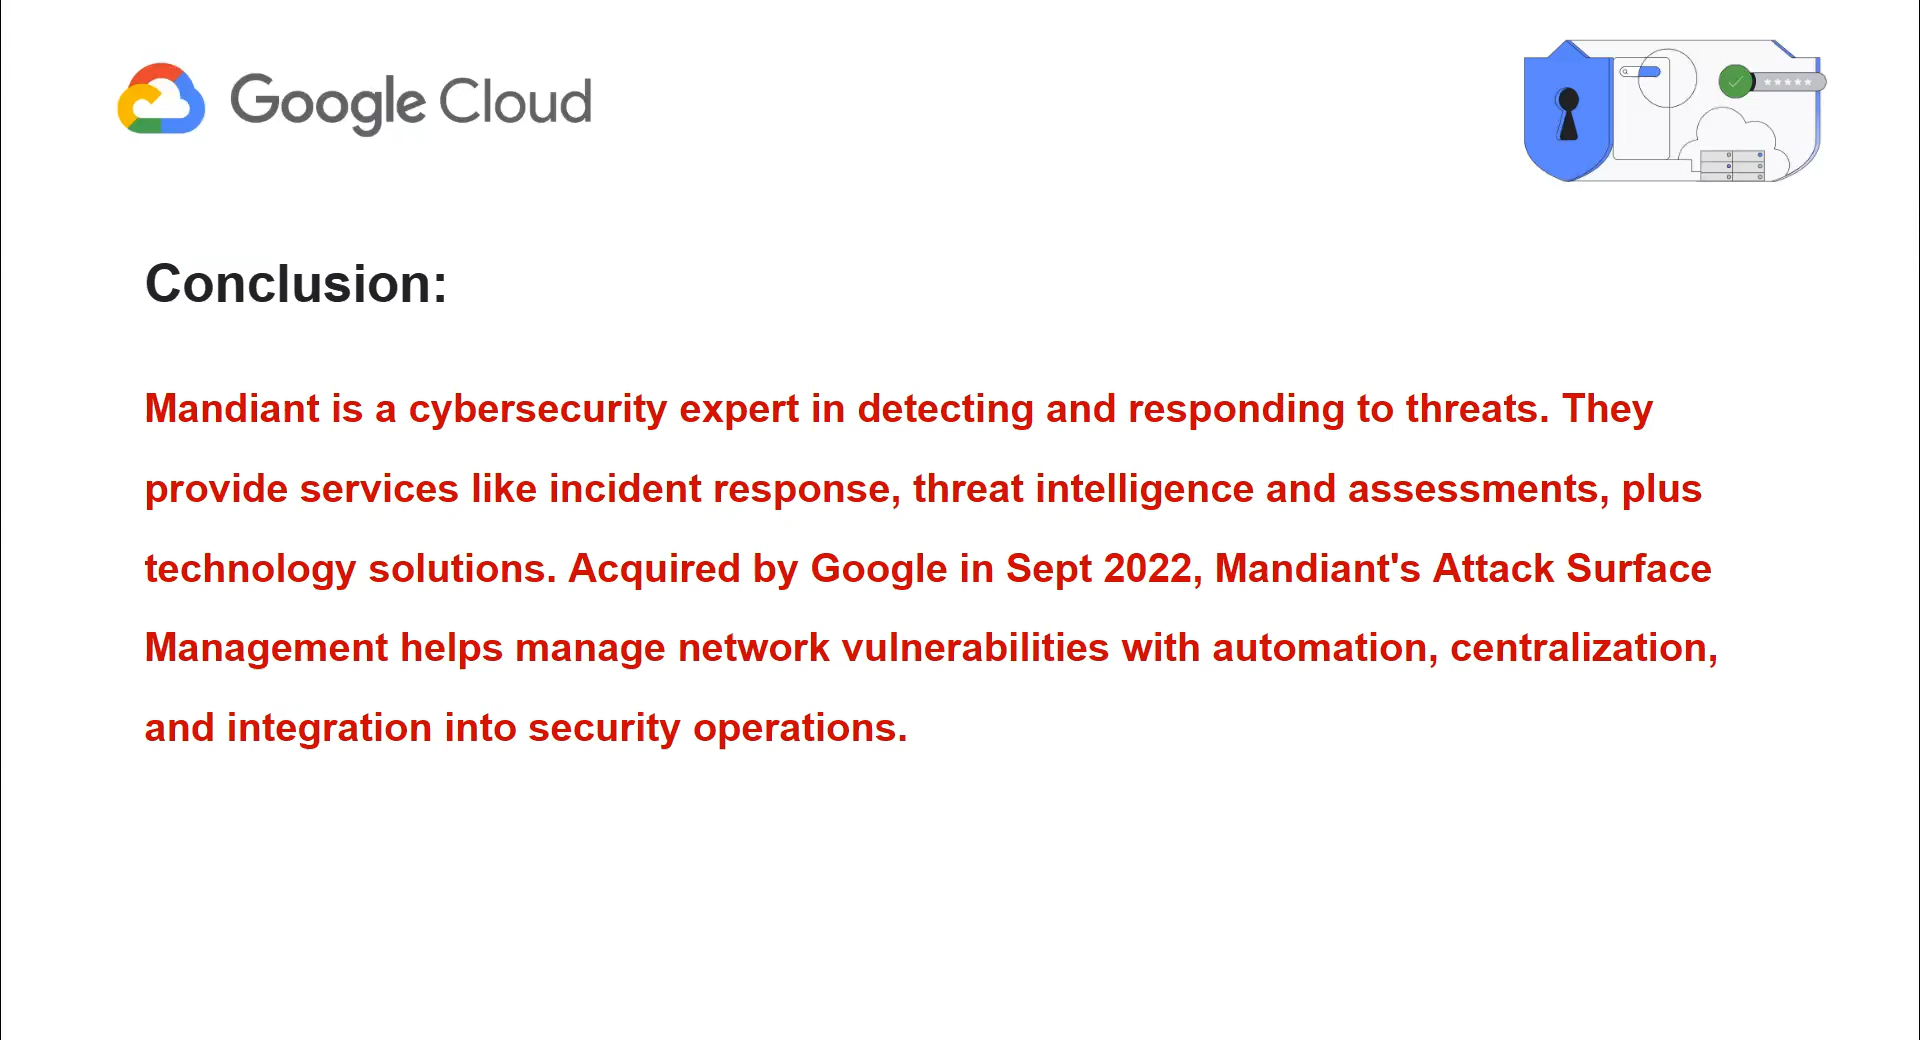 Google Cloud
Conclusion:
Mandiant is a cybersecurity expert in detecting and responding to threats. They
provide services like incident response, threat intelligence and assessments, plus
technology solutions. Acquired by Google in Sept 2022, Mandiant's Attack Surface
Management helps manage network vulnerabilities with automation, centralization,
and integration into security operations.